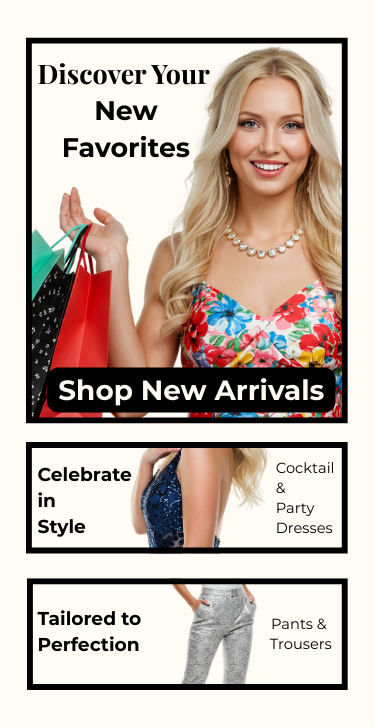 Discover Your
New
Favorites
Shop New Arrivals
Celebrate
in
Style
Cocktail
&
Party
Dresses
Tailored to
Perfection
Pants &
Trousers